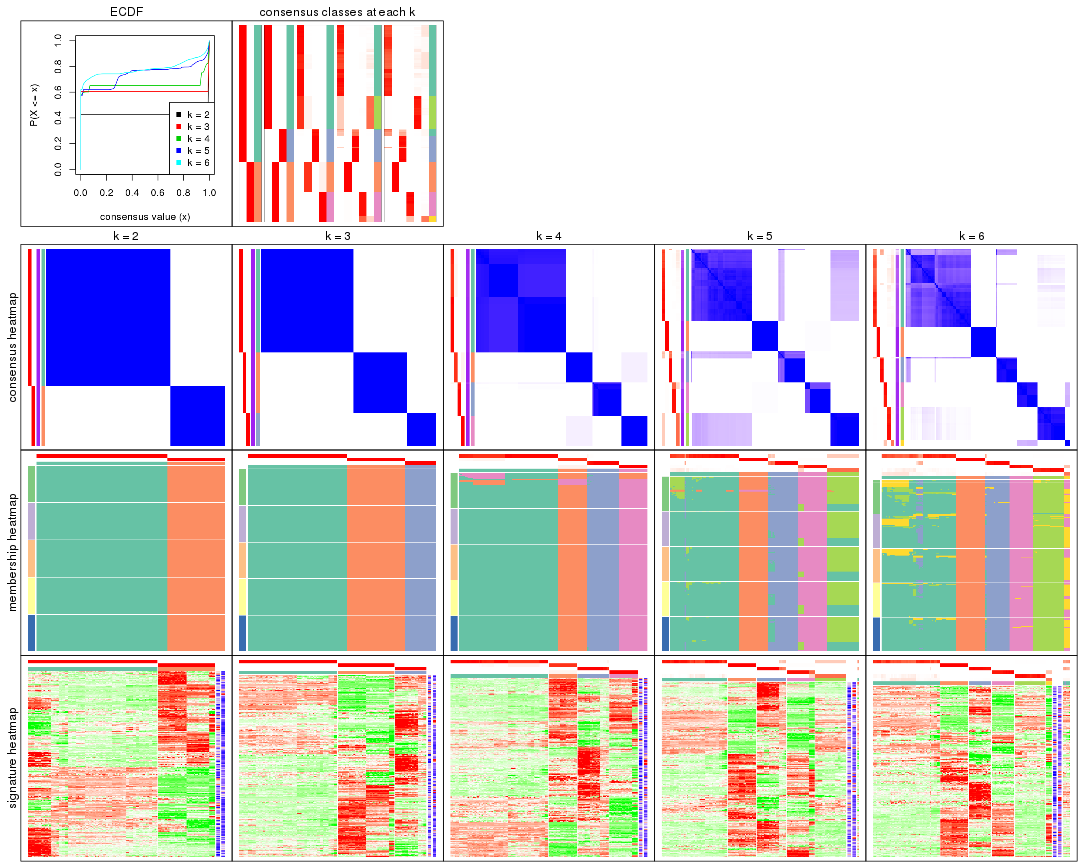 ECDF
consensus classes at each k
P(X <= x)
0.0
0.2
0.4
0.6
0.8
1.0
0.0 0.2 0.4 0.6 0.8 1.0
consensus value (x)
k = 2
k = 3
k = 4
k = 5
k = 6
k = 2
k = 3
k = 4
k = 5
k = 6
consensus heatmap
membership heatmap
signature heatmap